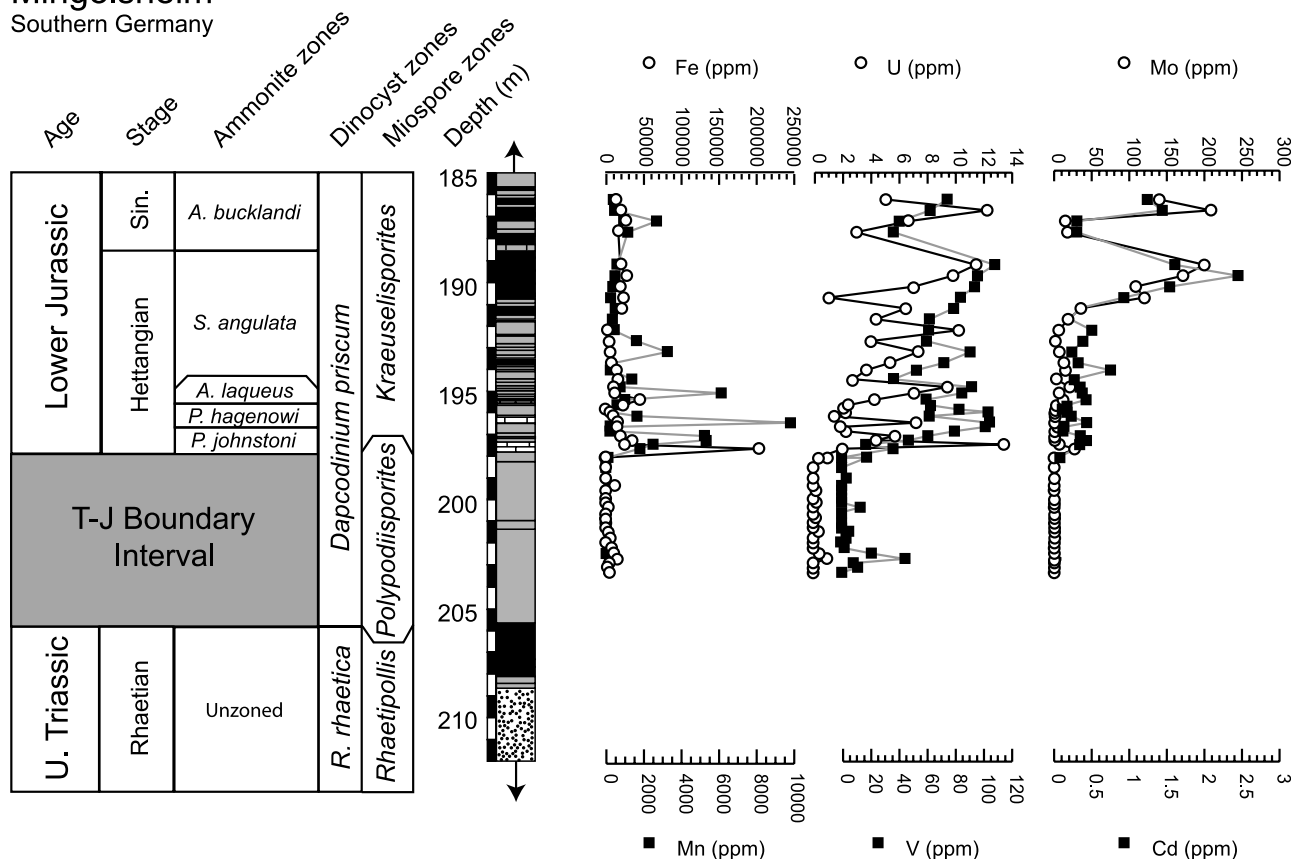 Mingolsheim
Southern Germany
Age
Stage
Ammonite zones
Dinocyst zones
Miospore zones
Depth (m)
Fe (ppm)
U (ppm)
Mo (ppm)
0 50000 100000 150000 200000 250000
0 2 4 6 8 10 12 14
0 50 100 150 200 250 300
Lower Jurassic
Sin.
A. bucklandi
Hettangian
S. angulata
A. laqueus
P. hagenowi
P. johnstoni
T-J Boundary
Interval
U. Triassic
Rhaetian
Unzoned
Dapcodinium priscum
R. rhaetica
Kraeuselisporites
Polypodiisporites
Rhaetipollis
185
190
195
200
205
210
0 2000 4000 6000 8000 10000
0 20 40 60 80 100 120
0 0.5 1 1.5 2 2.5 3
Mn (ppm)
V (ppm)
Cd (ppm)